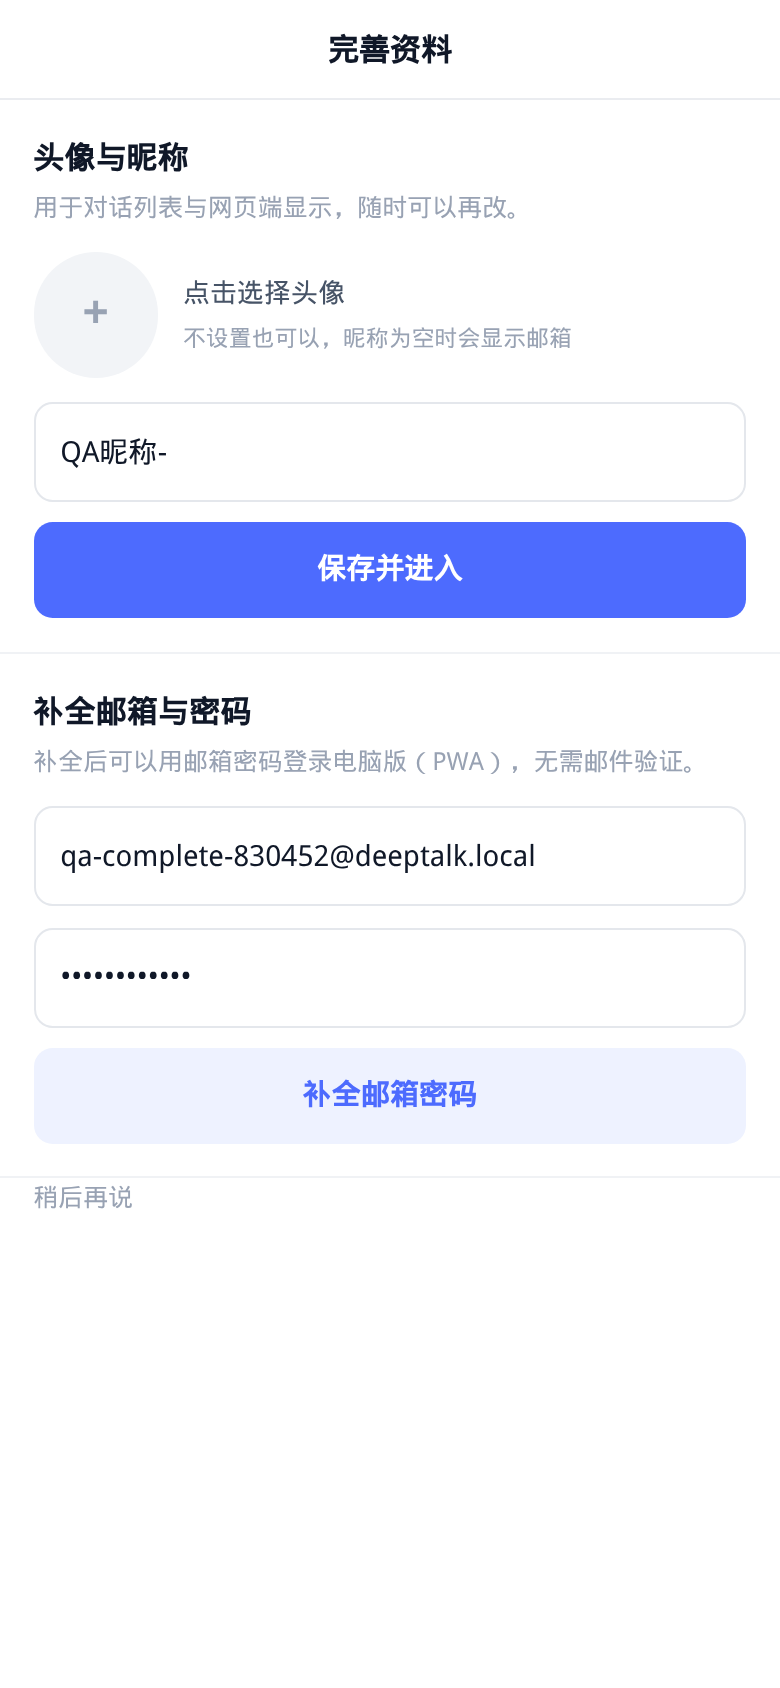 完善资料
头像与昵称
用于对话列表与网页端显示，随时可以再改。
+
点击选择头像
不设置也可以，昵称为空时会显示邮箱
QA昵称-
保存并进入
补全邮箱与密码
补全后可以用邮箱密码登录电脑版（PWA），无需邮件验证。
qa-complete-830452@deeptalk.local
••••••••••••
补全邮箱密码
稍后再说